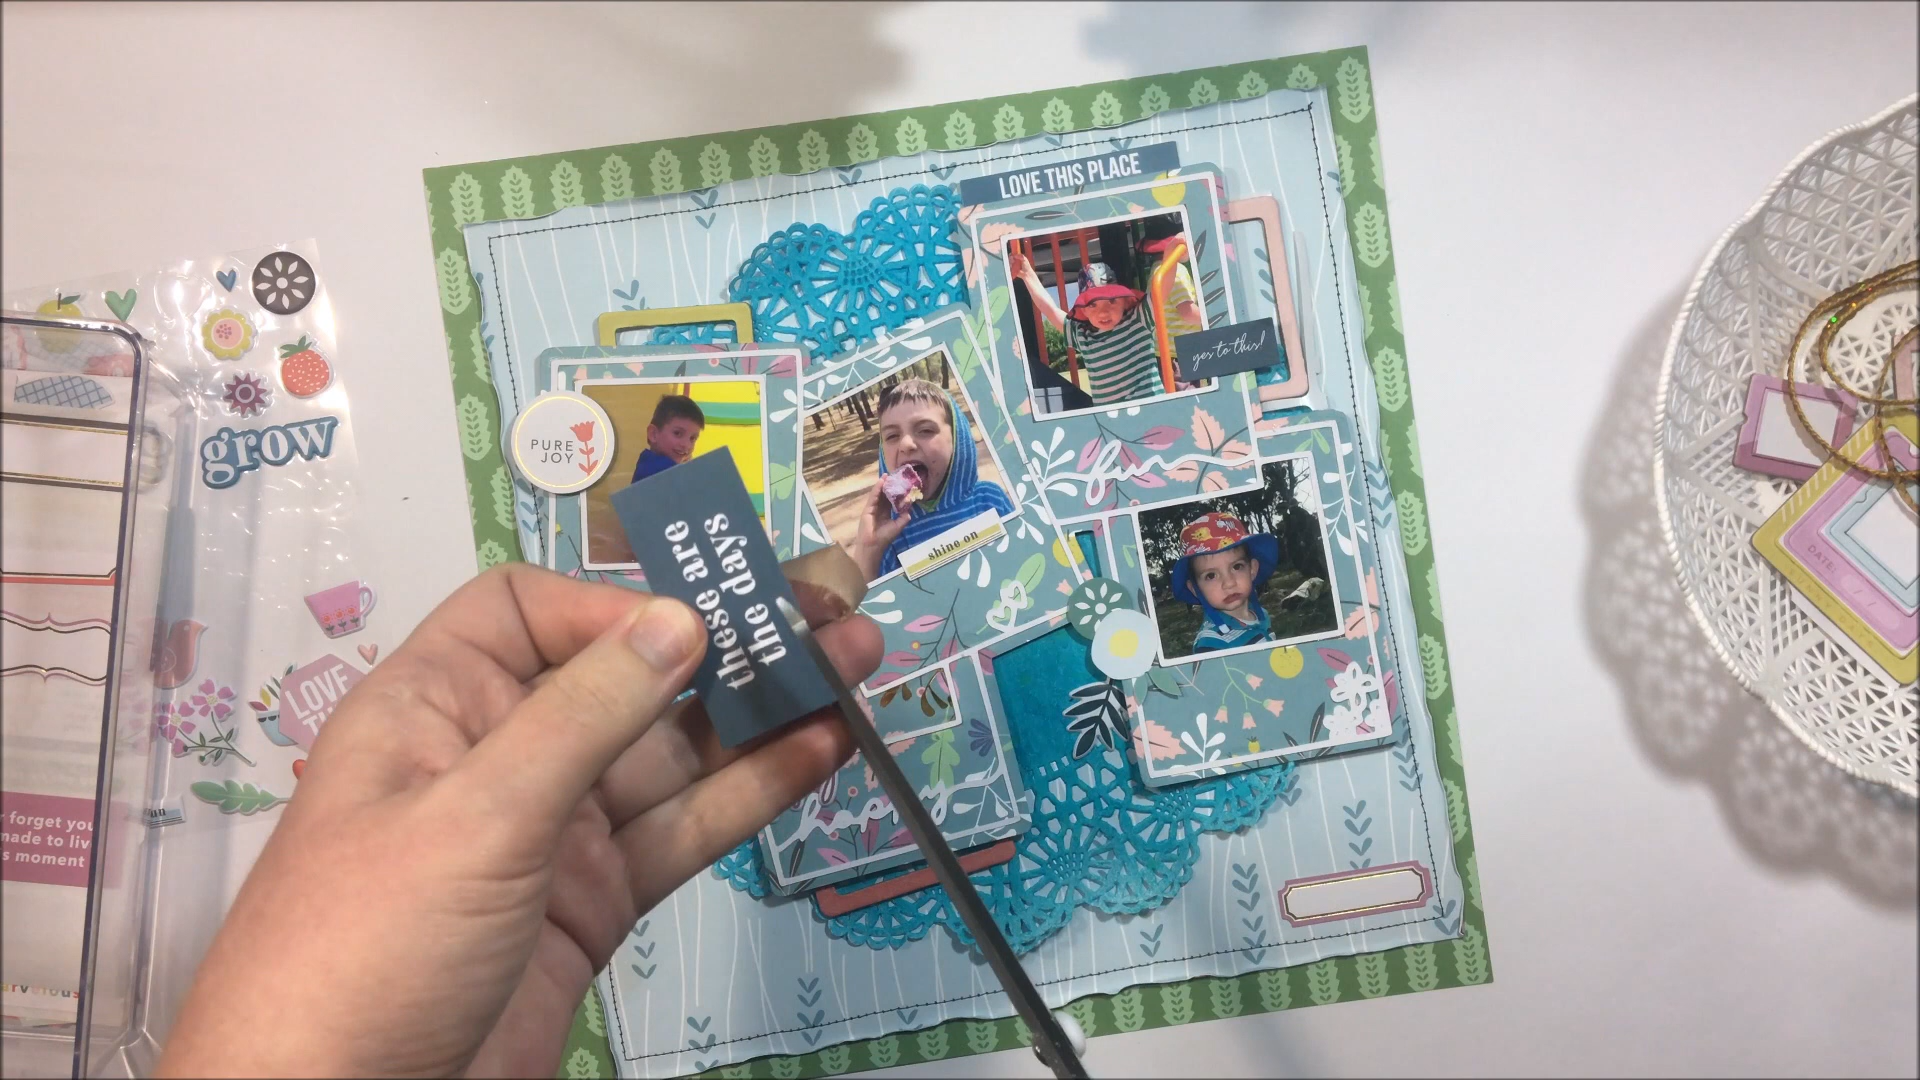 LOVE THIS PLACE
yes to this!
PURE
JOY
fun
shine on
these are
the days
happy
grow
LOVE
forget you
made to liv
s moment
DATE: